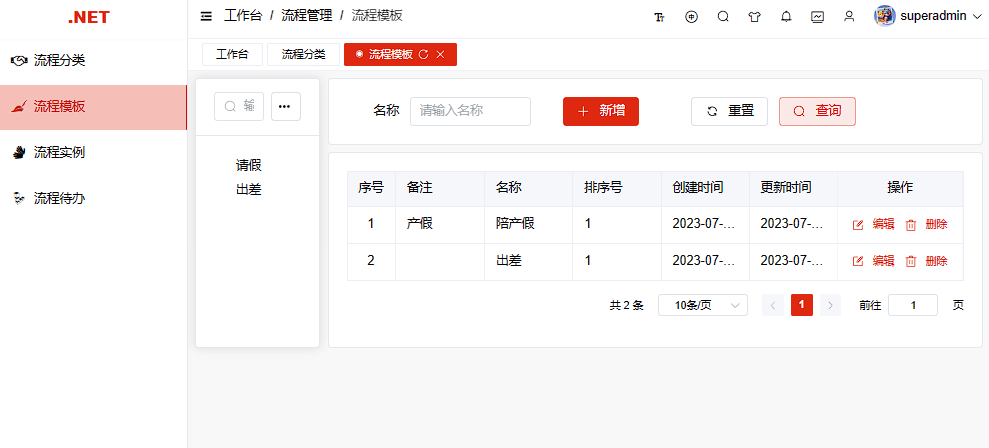 .NET
工作台 / 流程管理 / 流程模板
superadmin
流程分类
流程模板
流程实例
流程待办
工作台 流程分类 流程模板
输
请假
出差
名称 请输入名称 新增 重置 查询
序号 备注 名称 排序号 创建时间 更新时间 操作
1 产假 陪产假 1 2023-07-... 2023-07-... 编辑 删除
2 出差 1 2023-07-... 2023-07-... 编辑 删除
共 2 条 10条/页 1 前往 1 页